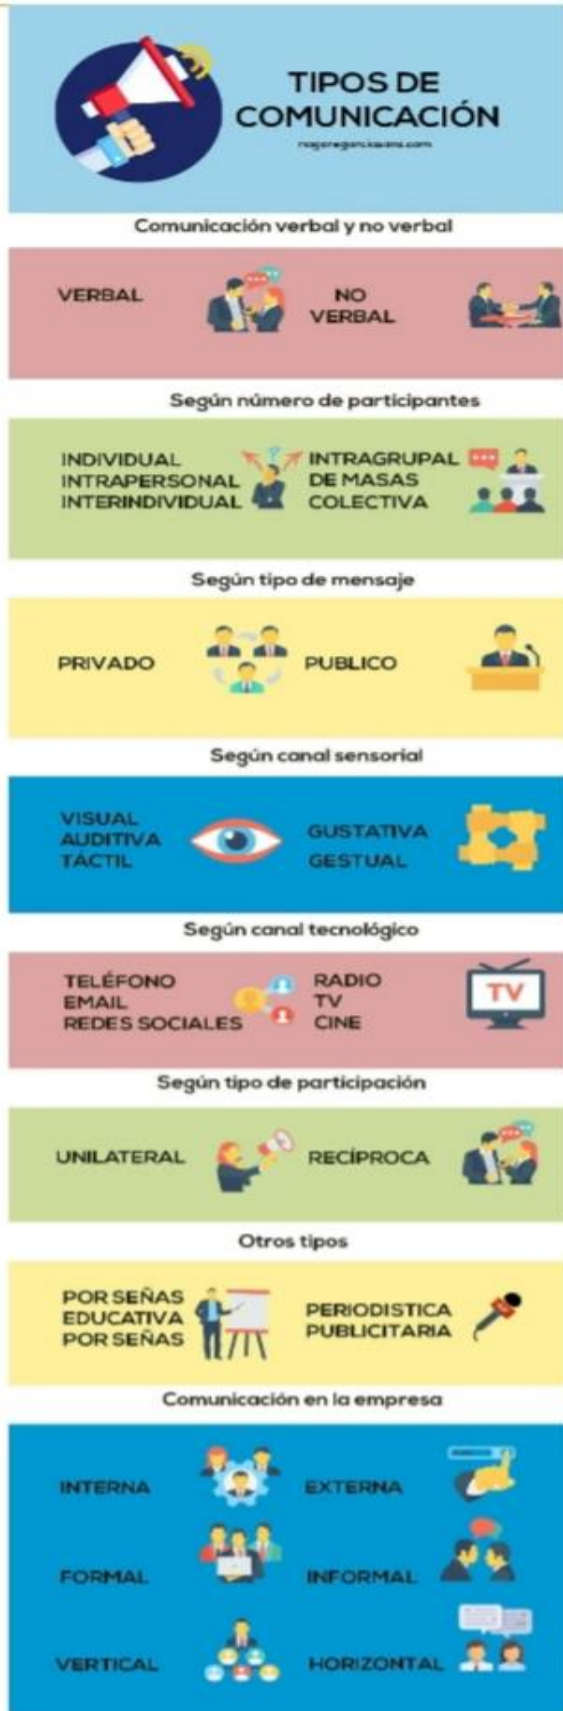 TIPOS DE
COMUNICACIÓN
Comunicación verbal y no verbal
VERBAL
NO
VERBAL
Según número de participantes
INDIVIDUAL
INTRAPERSONAL
INTERINDIVIDUAL
INTRAGRUPAL
DE MASAS
COLECTIVA
Según tipo de mensaje
PRIVADO
PUBLICO
Según canal sensorial
VISUAL
AUDITIVA
TÁCTIL
GUSTATIVA
GESTUAL
Según canal tecnológico
TELÉFONO
EMAIL
REDES SOCIALES
RADIO
TV
CINE
TV
Según tipo de participación
UNILATERAL
RECÍPROCA
Otros tipos
POR SEÑAS
EDUCATIVA
POR SEÑAS
PERIODISTICA
PUBLICITARIA
Comunicación en la empresa
INTERNA
EXTERNA
FORMAL
INFORMAL
VERTICAL
HORIZONTAL